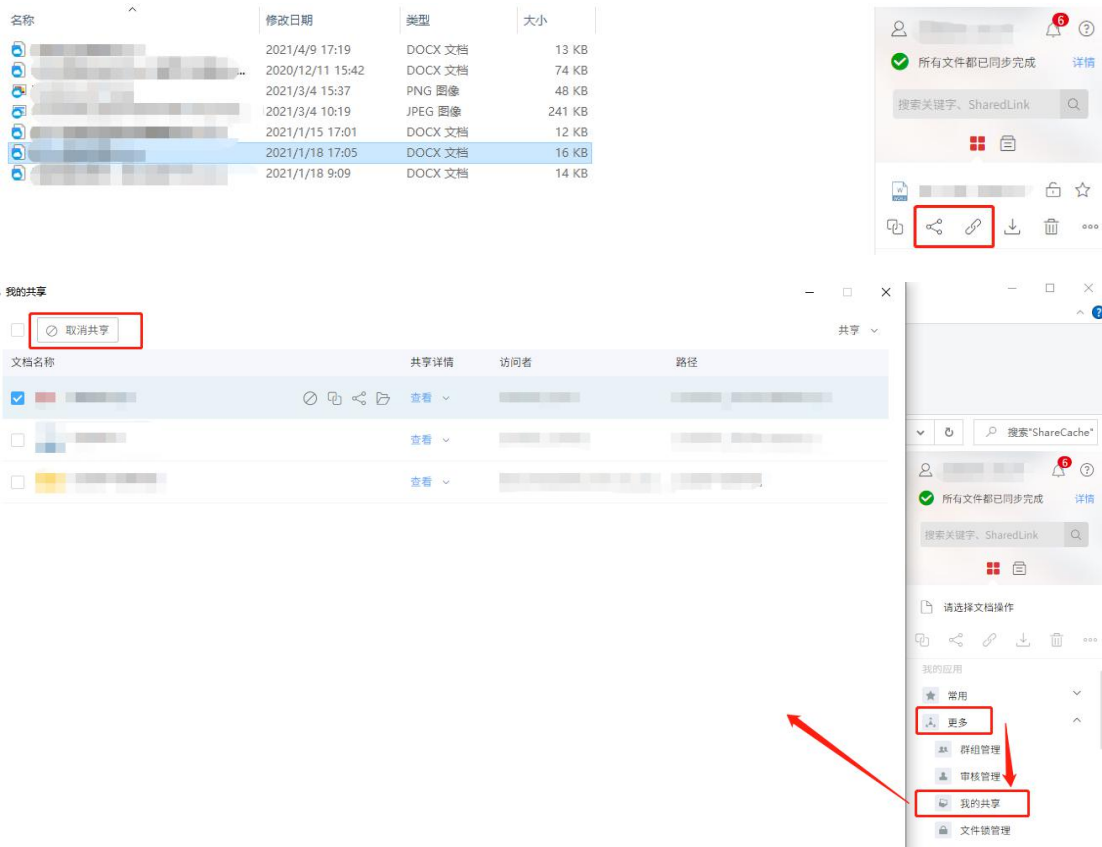 名称 修改日期 类型 大小
2021/4/9 17:19 DOCX 文档 13 KB
2020/12/11 15:42 DOCX 文档 74 KB
2021/3/4 15:37 PNG 图像 48 KB
2021/3/4 10:19 JPEG 图像 241 KB
2021/1/15 17:01 DOCX 文档 12 KB
2021/1/18 17:05 DOCX 文档 16 KB
2021/1/18 9:09 DOCX 文档 14 KB
6
所有文件都已同步完成 详情
搜索关键字、SharedLink
我的共享
取消共享 共享
文档名称 共享详情 访问者 路径
查看
查看
查看
搜索"ShareCache"
6
所有文件都已同步完成 详情
搜索关键字、SharedLink
请选择文档操作
我的应用
常用
更多
群组管理
审核管理
我的共享
文件锁管理